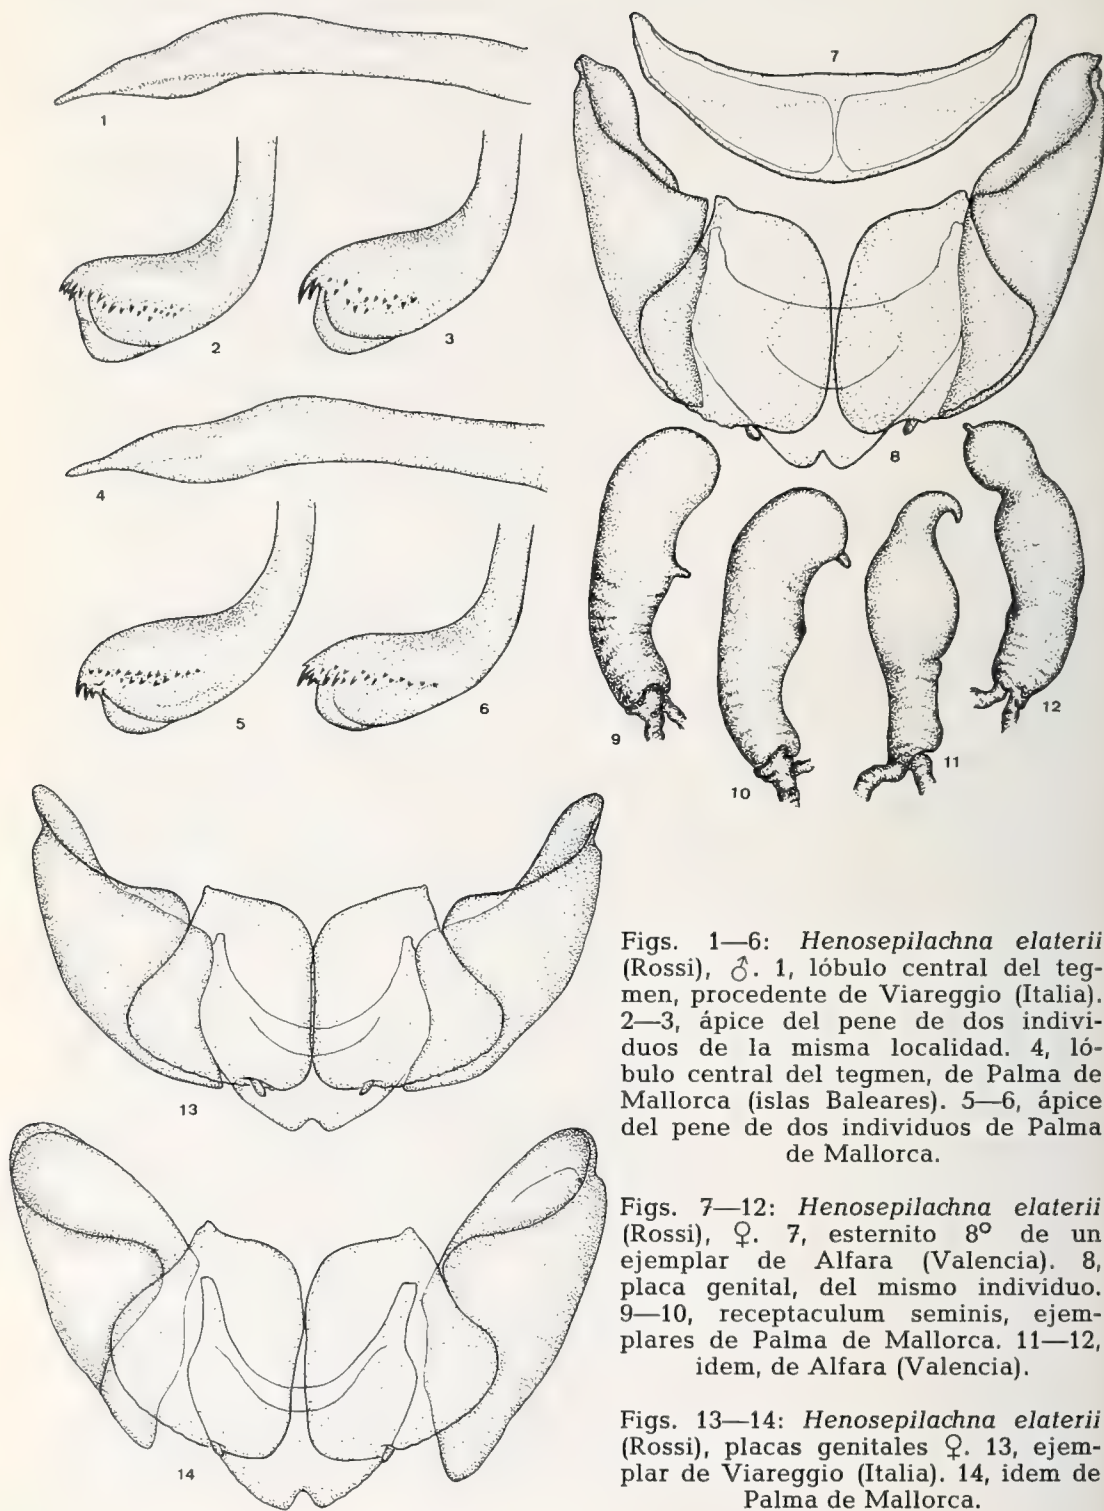 1
2
3
4
5
6
7
8
9
10
11
12
13
14
Figs. 1—6: Henosepilachna elaterii
(Rossi), ♂. 1, lóbulo central del teg-
men, procedente de Viareggio (Italia).
2—3, ápice del pene de dos indivi-
duos de la misma localidad. 4, ló-
bulo central del tegmen, de Palma de
Mallorca (islas Baleares). 5—6, ápice
del pene de dos individuos de Palma
de Mallorca.
Figs. 7—12: Henosepilachna elaterii
(Rossi), ♀. 7, esternito 8º de un
ejemplar de Alfara (Valencia). 8,
placa genital, del mismo individuo.
9—10, receptaculum seminis, ejem-
plares de Palma de Mallorca. 11—12,
idem, de Alfara (Valencia).
Figs. 13—14: Henosepilachna elaterii
(Rossi), placas genitales ♀. 13, ejem-
plar de Viareggio (Italia). 14, idem de
Palma de Mallorca.